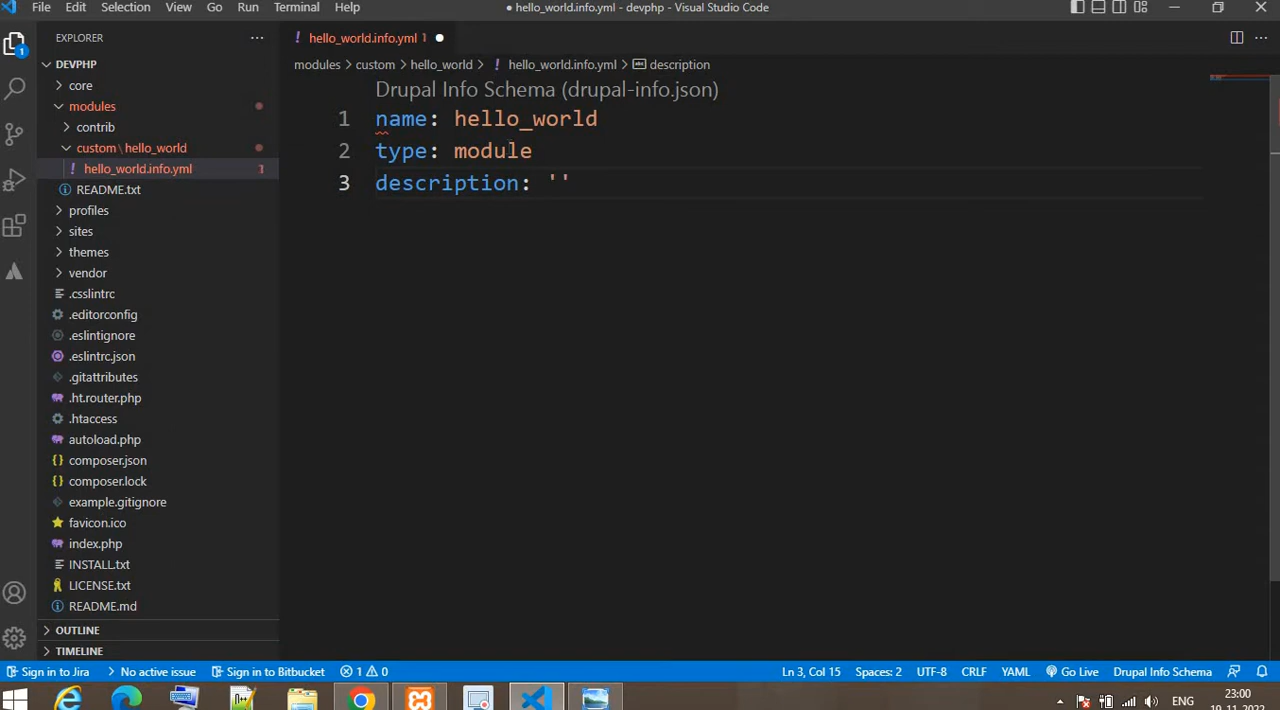 File Edit Selection View Go Run Terminal Help
● hello_world.info.yml - devphp - Visual Studio Code
EXPLORER
1
DEVPHP
core
modules
contrib
custom\hello_world
! hello_world.info.yml 1
README.txt
profiles
sites
themes
vendor
.csslintrc
.editorconfig
.eslintignore
.eslintrc.json
.gitattributes
.ht.router.php
.htaccess
autoload.php
composer.json
composer.lock
example.gitignore
favicon.ico
index.php
INSTALL.txt
LICENSE.txt
README.md
OUTLINE
TIMELINE
! hello_world.info.yml 1 ●
modules > custom > hello_world > ! hello_world.info.yml > description
Drupal Info Schema (drupal-info.json)
1 name: hello_world
2 type: module
3 description: ''
Sign in to Jira No active issue Sign in to Bitbucket 1 0 Ln 3, Col 15 Spaces: 2 UTF-8 CRLF YAML Go Live Drupal Info Schema
ENG
23:00
19-11-2022